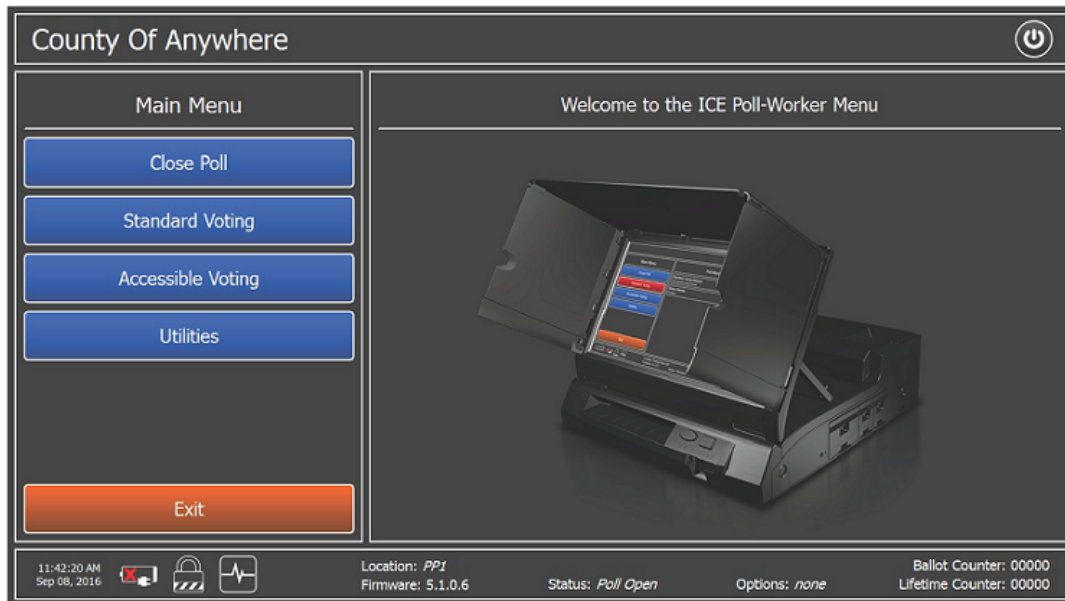 County Of Anywhere
Main Menu
Close Poll
Standard Voting
Accessible Voting
Utilities
Exit
Welcome to the ICE Poll-Worker Menu
11:42:20 AM
Sep 08, 2016
Location: PP1
Firmware: 5.1.0.6
Status: Poll Open
Options: none
Ballot Counter: 00000
Lifetime Counter: 00000